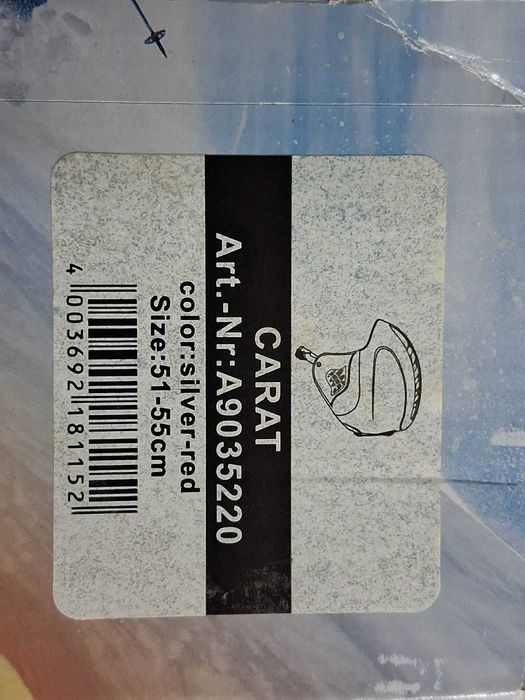 CARAT
Art.-Nr:A9035220
color:silver-red
Size:51-55cm
4 003692 181152